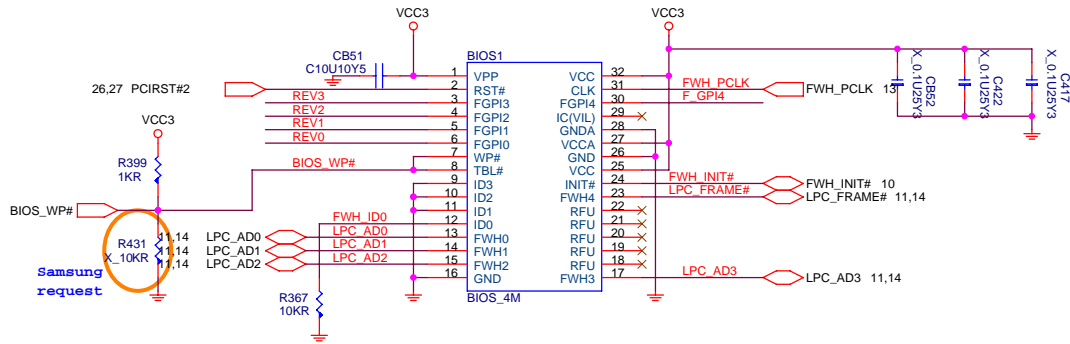 VCC3
VCC3
CB51
C10U10Y5
BIOS1
26,27 PCIRST#2
REV3
REV2
REV1
REV0
1 VPP
2 RST#
3 FGPI3
4 FGPI2
5 FGPI1
6 FGPI0
7 WP#
8 TBL#
9 ID3
10 ID2
11 ID1
12 ID0
13 FWH0
14 FWH1
15 FWH2
16 GND
VCC 32
CLK 31
FGPI4 30
IC(VIL) 29
GNDA 28
VCCA 27
GND 26
VCC 25
INIT# 24
FWH4 23
RFU 22
RFU 21
RFU 20
RFU 19
RFU 18
FWH3 17
BIOS_4M
FWH_PCLK
FWH_PCLK 13
F_GPI4
X_0.1U25Y3
CB52
X_0.1U25Y3
C422
X_0.1U25Y3
C417
VCC3
R399
1KR
BIOS_WP#
BIOS_WP#
FWH_INIT#
FWH_INIT# 10
LPC_FRAME#
LPC_FRAME# 11,14
R431
X_10KR
Samsung
request
FWH_ID0
11,14 LPC_AD0 LPC_AD0
11,14 LPC_AD1 LPC_AD1
11,14 LPC_AD2 LPC_AD2
LPC_AD3
LPC_AD3 11,14
R367
10KR